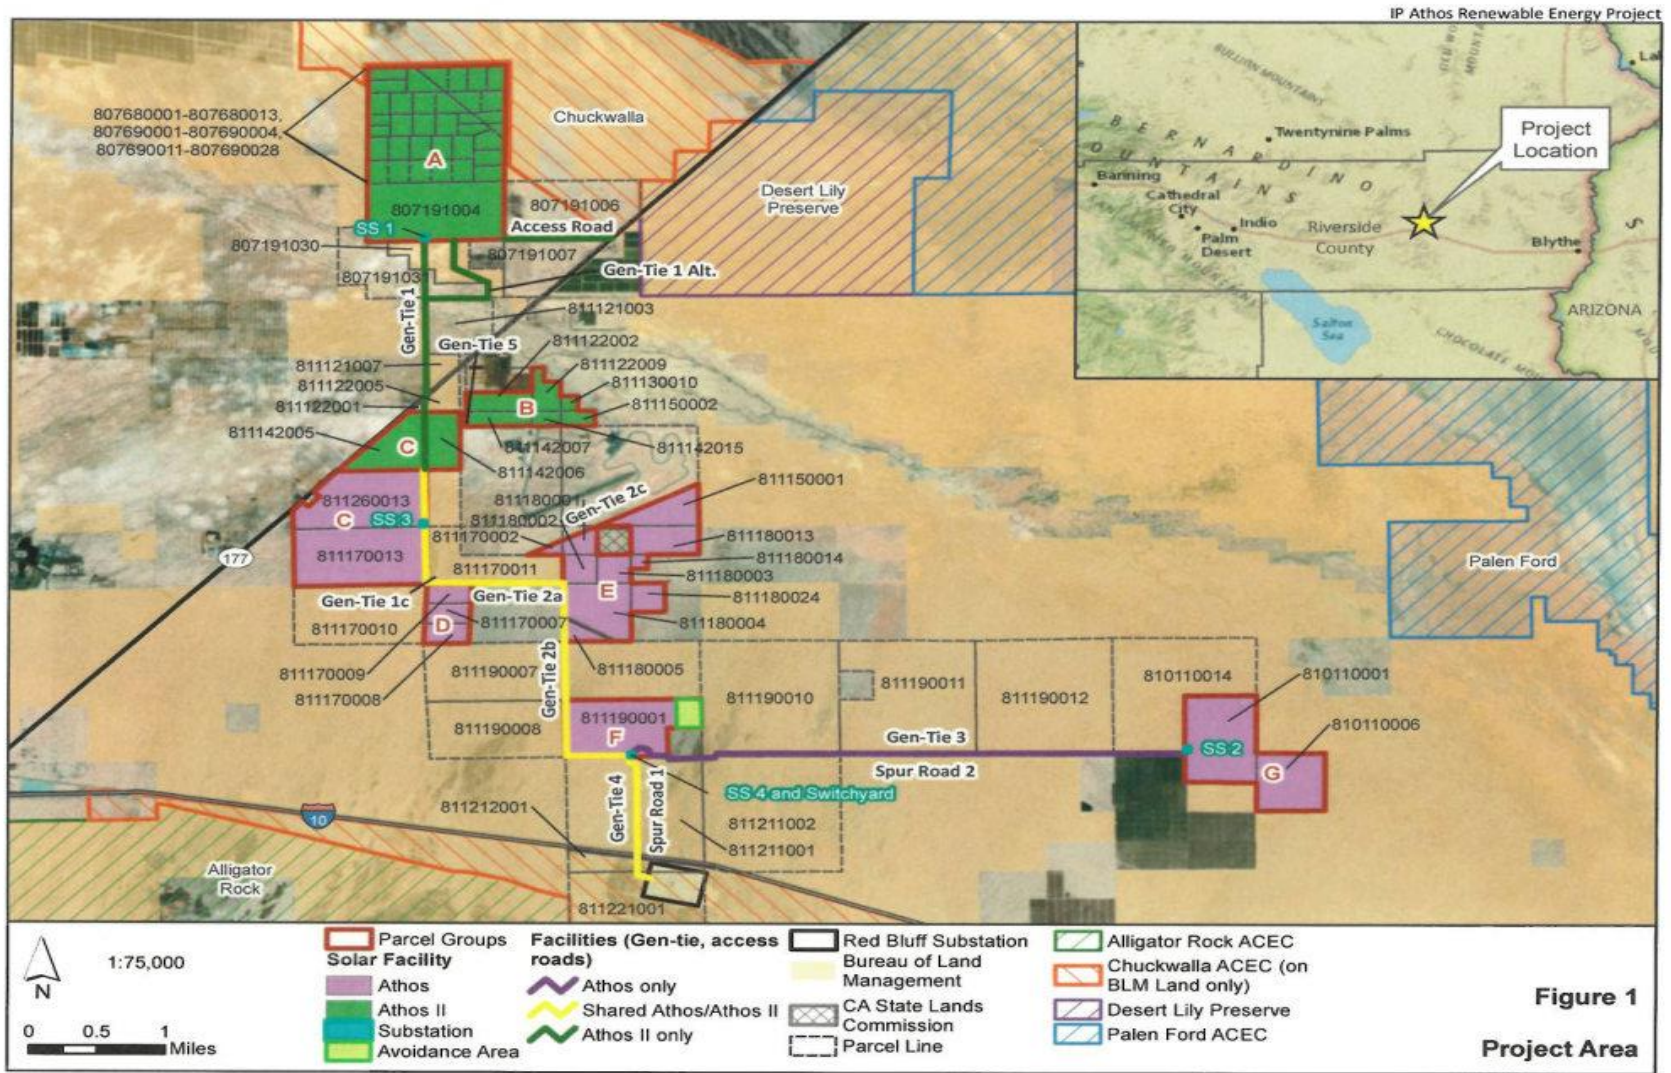 IP Athos Renewable Energy Project
807680001-807680013,
807690001-807690004,
807690011-807690028
A
Chuckwalla
807191004
807191006
SS 1
Access Road
807191030
807191007
807191031
Gen-Tie 1 Alt.
Gen-Tie 1
811121003
Gen-Tie 5
811122002
811121007
811122009
811122005
811130010
811122001
B
811150002
811142005
C
811142007
811142015
811142006
811150001
811260013
811180001
Gen-Tie 2c
C
SS 3
811180002
811170002
811180013
811170013
811180014
177
811170011
811180003
E
Gen-Tie 1c
Gen-Tie 2a
811180024
811170010
D
811170007
811180004
811170009
811190007
Gen-Tie 2b
811180005
811170008
811190008
811190001
F
811190010
811190011
811190012
810110014
810110001
810110006
Gen-Tie 3
SS 2
Spur Road 2
G
Gen-Tie 4
Spur Road 1
SS 4 and Switchyard
811212001
811211002
811211001
10
811221001
Alligator
Rock
Desert Lily
Preserve
Palen Ford
BULLION MOUNTAINS
Project
Location
Twentynine Palms
BERNARDINO
MOUNTAINS
Banning
Cathedral
City
Indio
Riverside
County
Palm
Desert
Blythe
Salton
Sea
ARIZONA
1:75,000
N
0 0.5 1
Miles
Parcel Groups
Solar Facility
Athos
Athos II
Substation
Avoidance Area
Facilities (Gen-tie, access
roads)
Athos only
Shared Athos/Athos II
Athos II only
Red Bluff Substation
Bureau of Land
Management
CA State Lands
Commission
Parcel Line
Alligator Rock ACEC
Chuckwalla ACEC (on
BLM Land only)
Desert Lily Preserve
Palen Ford ACEC
Figure 1
Project Area